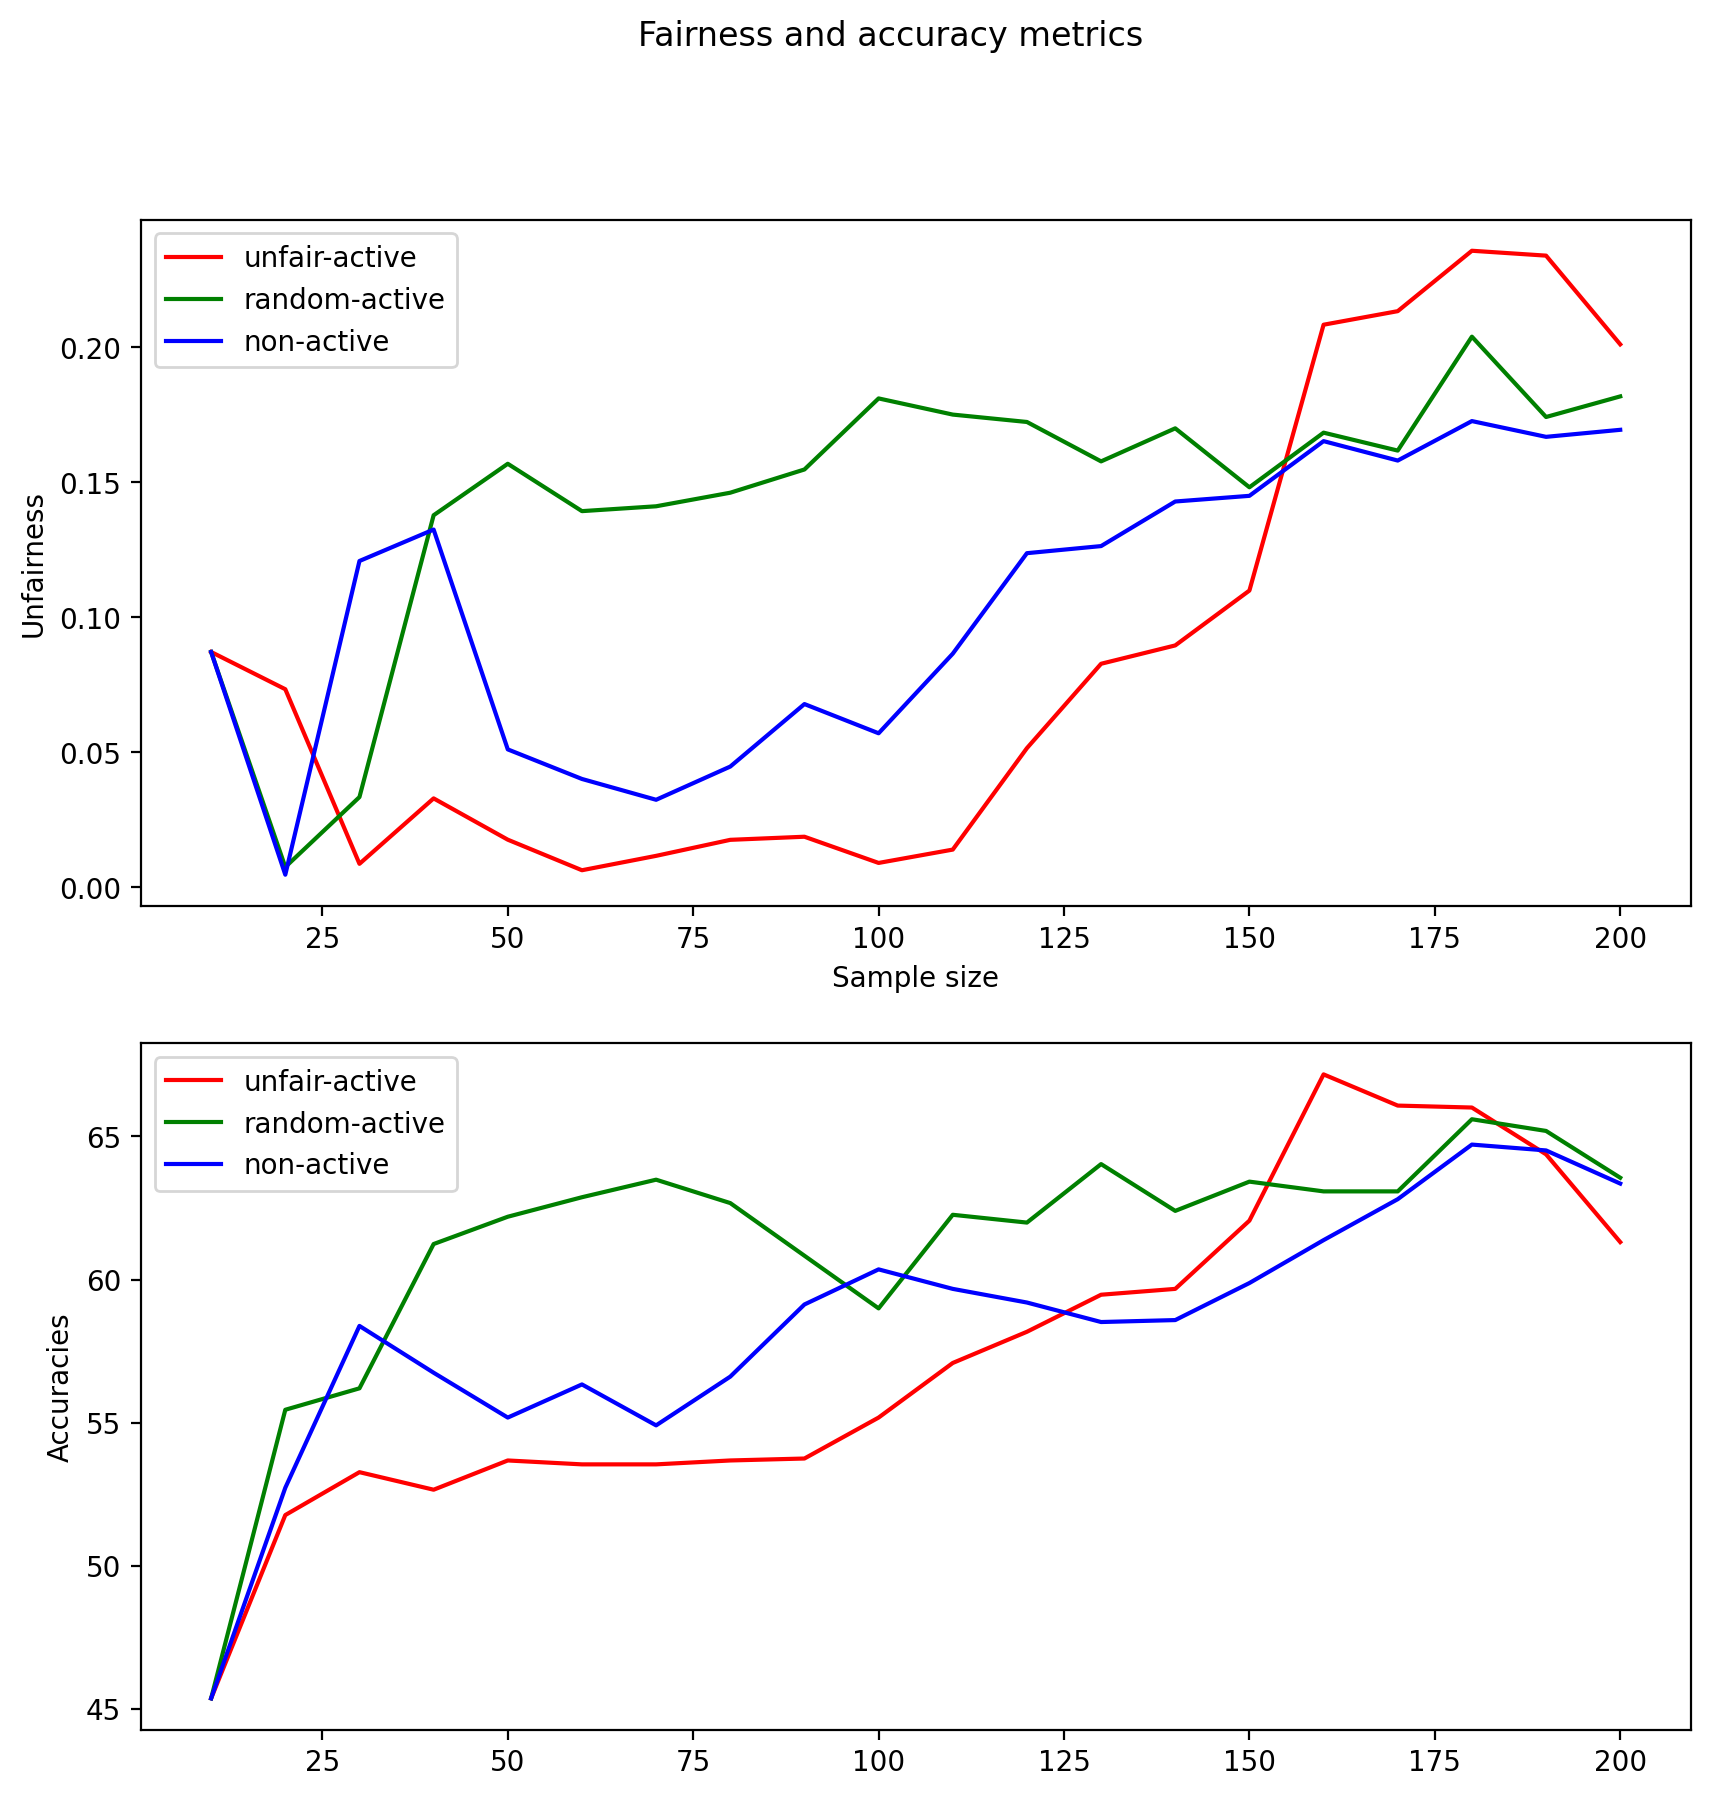 Fairness and accuracy metrics
unfair-active
random-active
non-active
0.20
0.15
0.10
0.05
0.00
Unfairness
25 50 75 100 125 150 175 200
Sample size
unfair-active
random-active
non-active
65
60
55
50
45
Accuracies
25 50 75 100 125 150 175 200